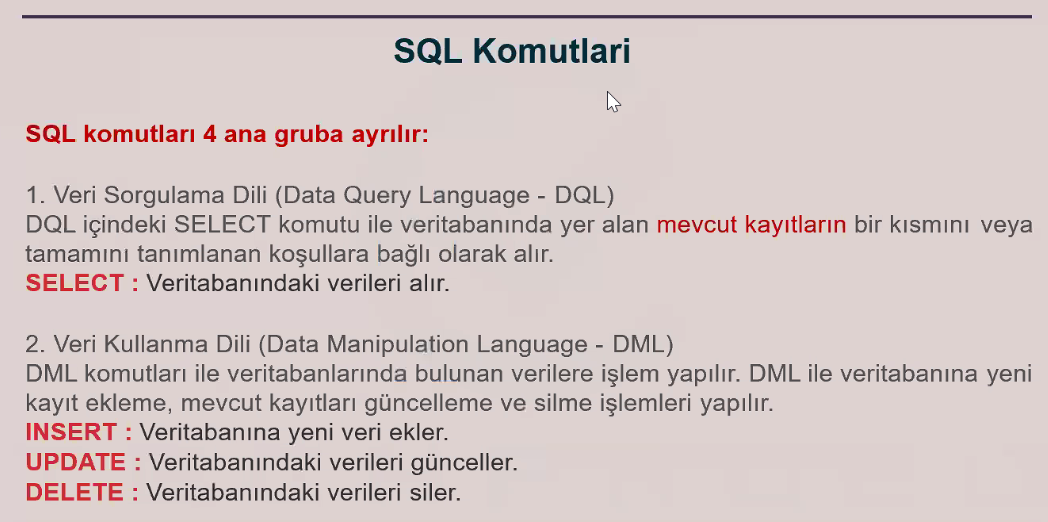 SQL Komutlari
SQL komutları 4 ana gruba ayrılır:
1. Veri Sorgulama Dili (Data Query Language - DQL)
DQL içindeki SELECT komutu ile veritabanında yer alan mevcut kayıtların bir kısmını veya
tamamını tanımlanan koşullara bağlı olarak alır.
SELECT : Veritabanındaki verileri alır.
2. Veri Kullanma Dili (Data Manipulation Language - DML)
DML komutları ile veritabanlarında bulunan verilere işlem yapılır. DML ile veritabanına yeni
kayıt ekleme, mevcut kayıtları güncelleme ve silme işlemleri yapılır.
INSERT : Veritabanına yeni veri ekler.
UPDATE : Veritabanındaki verileri günceller.
DELETE : Veritabanındaki verileri siler.